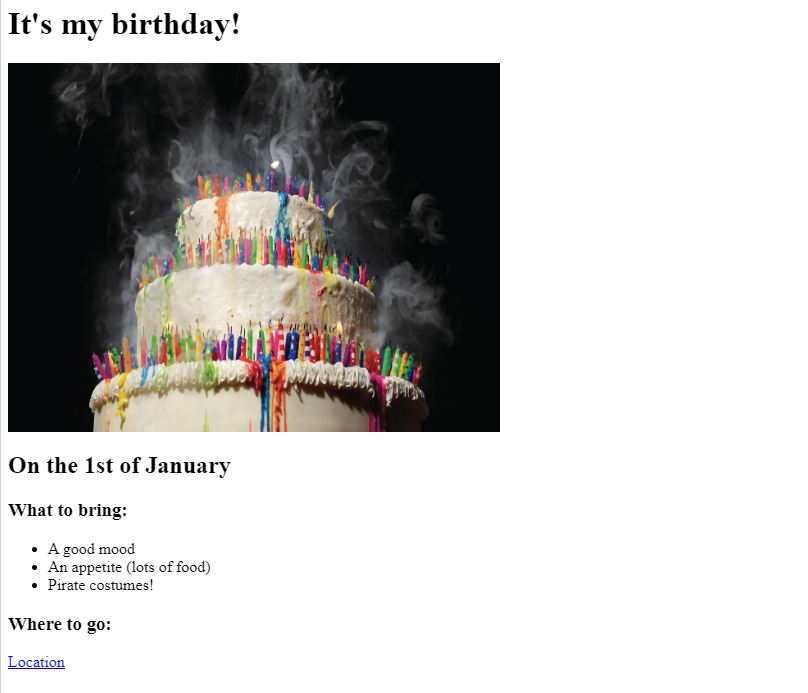 It's my birthday!
On the 1st of January
What to bring:
A good mood
An appetite (lots of food)
Pirate costumes!
Where to go:
Location